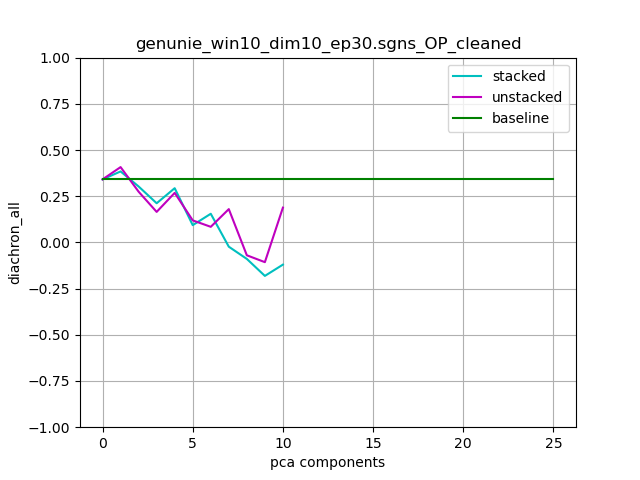 genunie_win10_dim10_ep30.sgns_OP_cleaned
stacked
unstacked
baseline
diachron_all
1.00
0.75
0.50
0.25
0.00
−0.25
−0.50
−0.75
−1.00
0 5 10 15 20 25
pca components